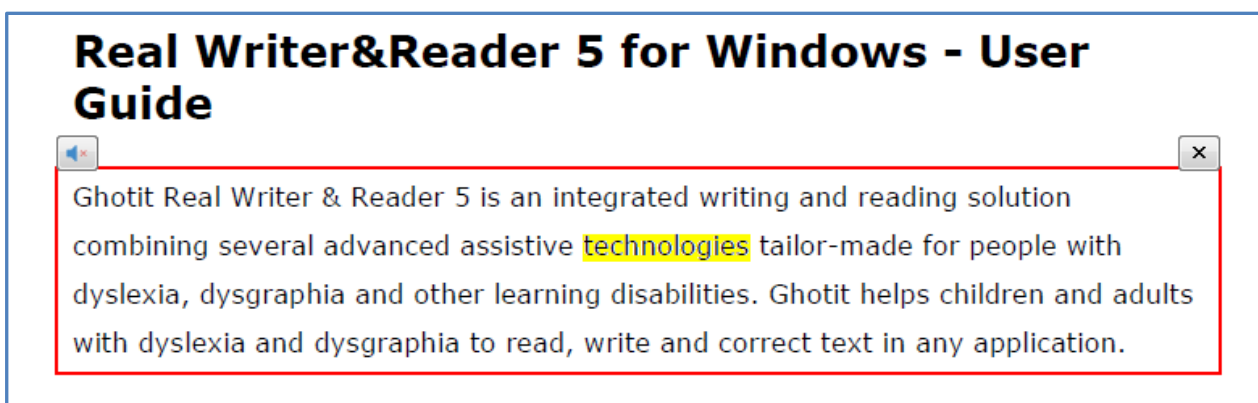 Real Writer&Reader 5 for Windows - User
Guide
Ghotit Real Writer & Reader 5 is an integrated writing and reading solution
combining several advanced assistive technologies tailor-made for people with
dyslexia, dysgraphia and other learning disabilities. Ghotit helps children and adults
with dyslexia and dysgraphia to read, write and correct text in any application.